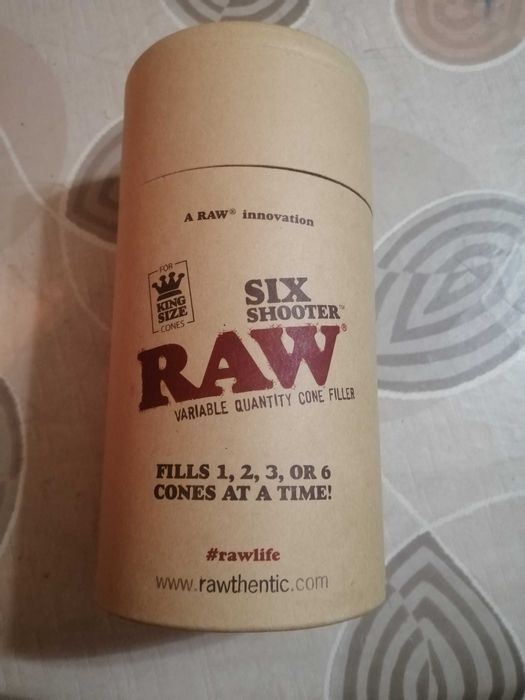 A RAW® innovation
FOR
KING
SIZE
CONES
SIX
SHOOTER™
RAW®
VARIABLE QUANTITY CONE FILLER
FILLS 1, 2, 3, OR 6
CONES AT A TIME!
#rawlife
www.rawthentic.com